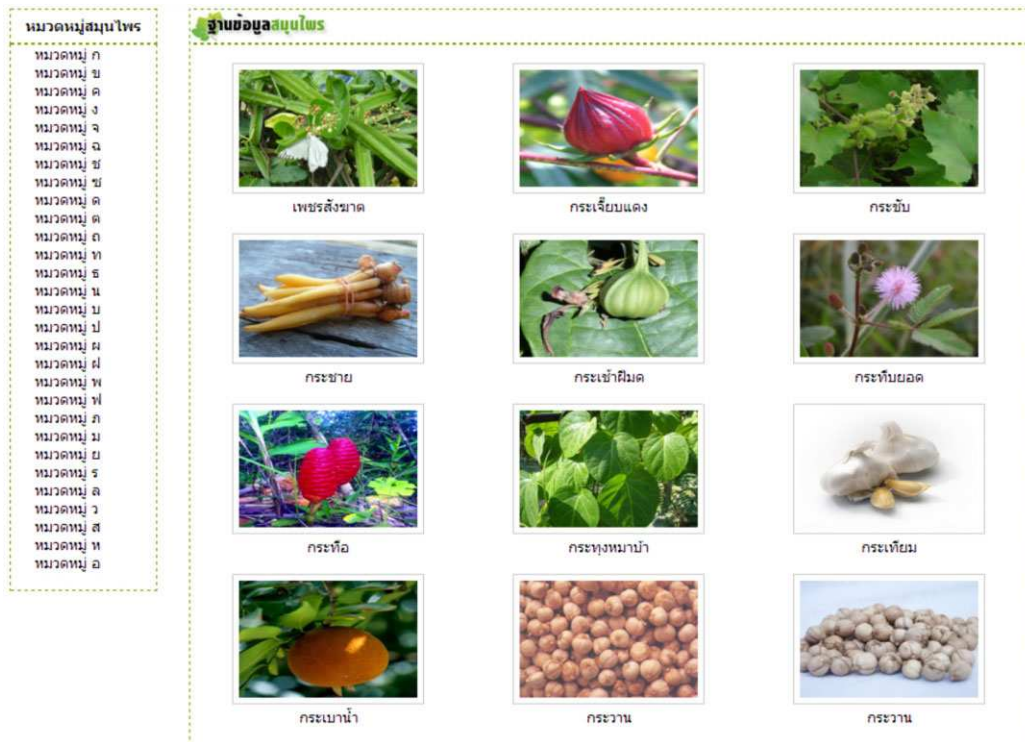 หมวดหมู่สมุนไพร
หมวดหมู่ ก
หมวดหมู่ ข
หมวดหมู่ ค
หมวดหมู่ ง
หมวดหมู่ จ
หมวดหมู่ ฉ
หมวดหมู่ ช
หมวดหมู่ ซ
หมวดหมู่ ด
หมวดหมู่ ต
หมวดหมู่ ถ
หมวดหมู่ ท
หมวดหมู่ ธ
หมวดหมู่ น
หมวดหมู่ บ
หมวดหมู่ ป
หมวดหมู่ ผ
หมวดหมู่ ฝ
หมวดหมู่ พ
หมวดหมู่ ฟ
หมวดหมู่ ภ
หมวดหมู่ ม
หมวดหมู่ ย
หมวดหมู่ ร
หมวดหมู่ ล
หมวดหมู่ ว
หมวดหมู่ ส
หมวดหมู่ ห
หมวดหมู่ อ
ฐานข้อมูลสมุนไพร
เพชรสังฆาต กระเจี๊ยบแดง กระชับ
กระชาย กระเช้าผีมด กระทืบยอด
กระทือ กระทุงหมาบ้า กระเทียม
กระเบาน้ำ กระวาน กระวาน